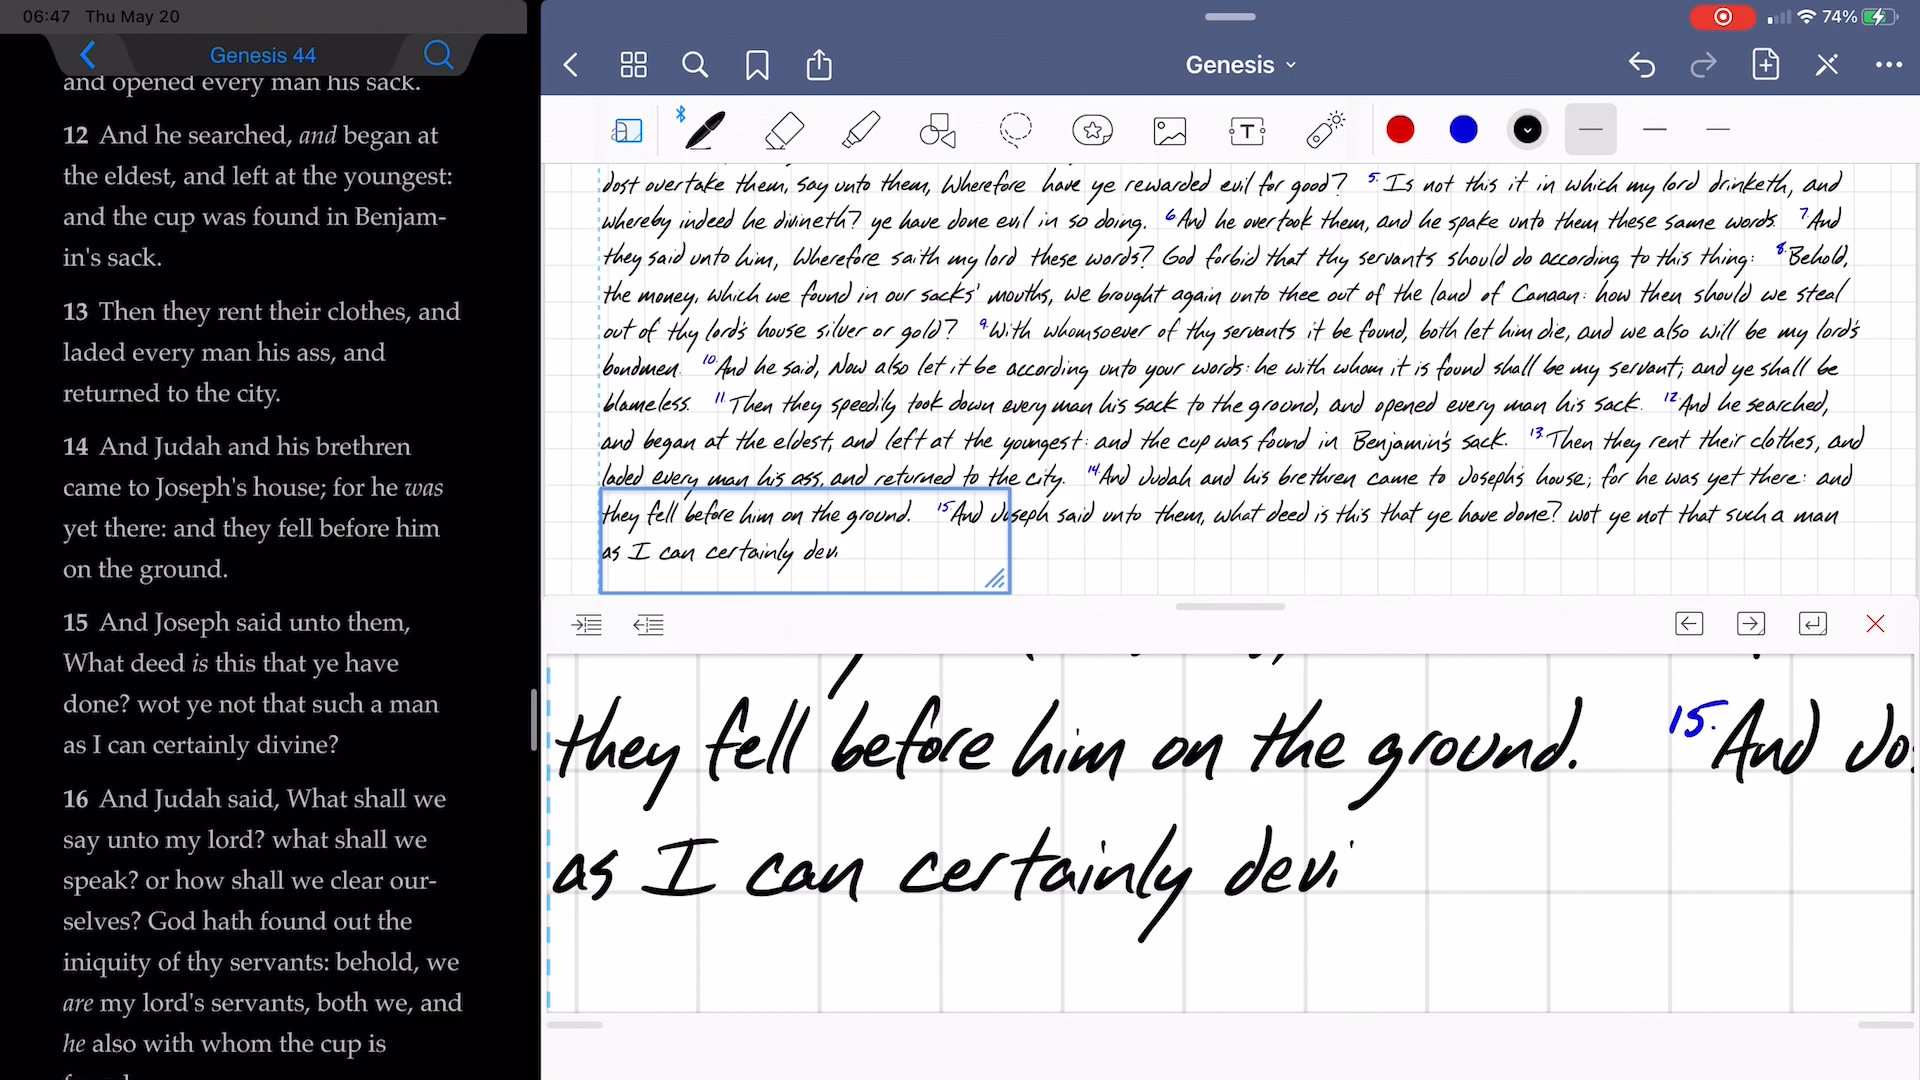 06:47 Thu May 20
Genesis 44
and opened every man his sack.
12 And he searched, and began at
the eldest, and left at the youngest:
and the cup was found in Benjam-
in's sack.
13 Then they rent their clothes, and
laded every man his ass, and
returned to the city.
14 And Judah and his brethren
came to Joseph's house; for he was
yet there: and they fell before him
on the ground.
15 And Joseph said unto them,
What deed is this that ye have
done? wot ye not that such a man
as I can certainly divine?
16 And Judah said, What shall we
say unto my lord? what shall we
speak? or how shall we clear our-
selves? God hath found out the
iniquity of thy servants: behold, we
are my lord's servants, both we, and
he also with whom the cup is
74%
Genesis
dost overtake them, say unto them, Wherefore have ye rewarded evil for good? 5. Is not this it in which my lord drinketh, and
whereby indeed he divineth? ye have done evil in so doing. 6 And he overtook them, and he spake unto them these same words. 7. And
they said unto him, Wherefore saith my lord these words? God forbid that thy servants should do according to this thing: 8. Behold,
the money, which we found in our sacks' mouths, we brought again unto thee out of the land of Canaan: how then should we steal
out of thy lord's house silver or gold? 9. With whomsoever of thy servants it be found, both let him die, and we also will be my lord's
bondmen. 10. And he said, Now also let it be according unto your words: he with whom it is found shall be my servant; and ye shall be
blameless. 11. Then they speedily took down every man his sack to the ground, and opened every man his sack. 12. And he searched,
and began at the eldest, and left at the youngest: and the cup was found in Benjamin's sack. 13. Then they rent their clothes, and
laded every man his ass, and returned to the city. 14. And Judah and his brethren came to Joseph's house; for he was yet there: and
they fell before him on the ground. 15. And Joseph said unto them, what deed is this that ye have done? wot ye not that such a man
as I can certainly devi
they fell before him on the ground. 15. And Jos
as I can certainly devi